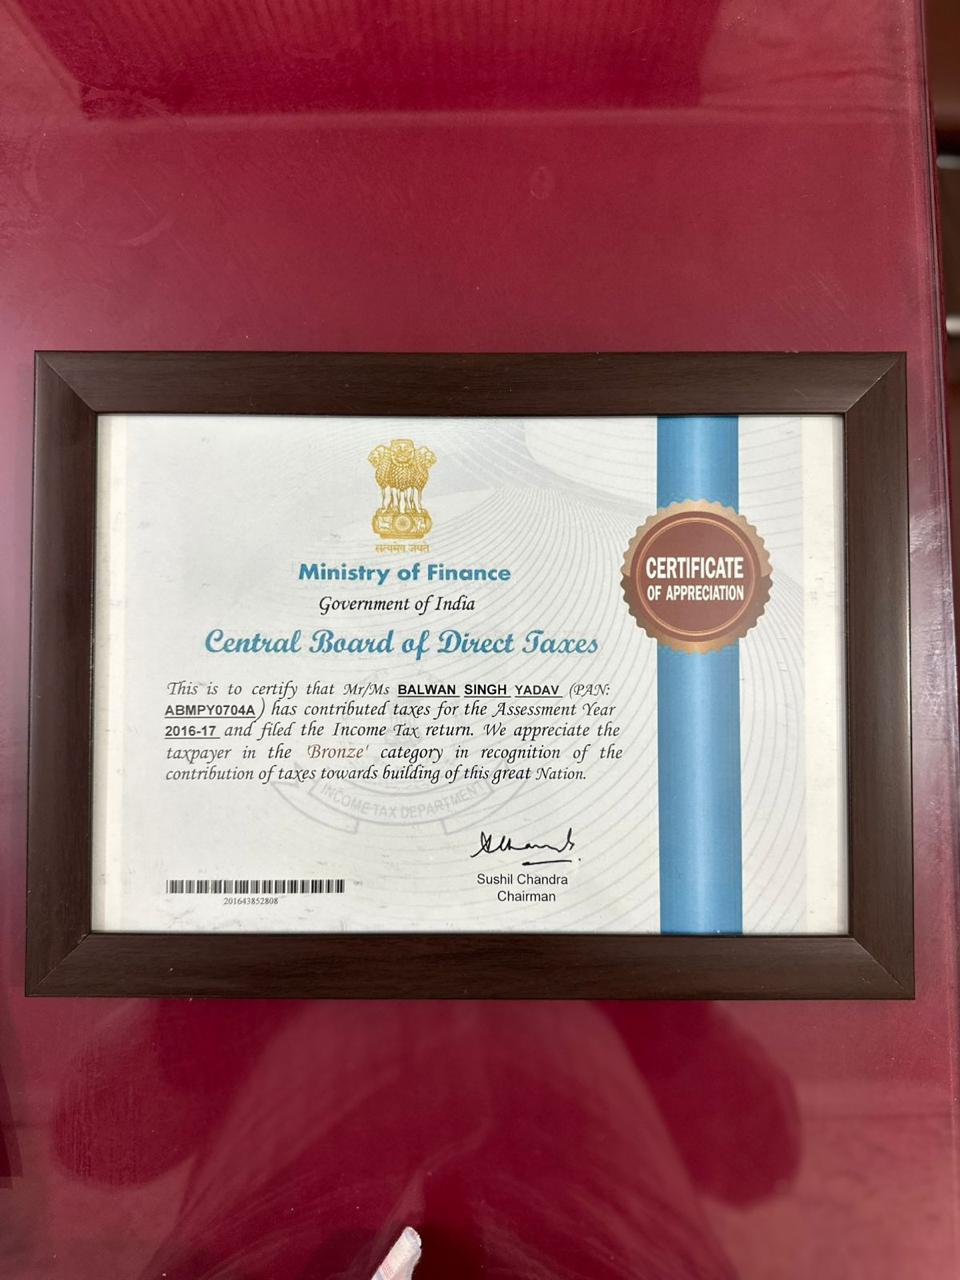 सत्यमेव जयते
Ministry of Finance
Government of India
Central Board of Direct Taxes
This is to certify that Mr/Ms BALWAN SINGH YADAV (PAN:
ABMPY0704A) has contributed taxes for the Assessment Year
2016-17 and filed the Income Tax return. We appreciate the
taxpayer in the 'Bronze' category in recognition of the
contribution of taxes towards building of this great Nation.
INCOME TAX DEPARTMENT
Sushil Chandra
Chairman
201643852808
CERTIFICATE
OF APPRECIATION